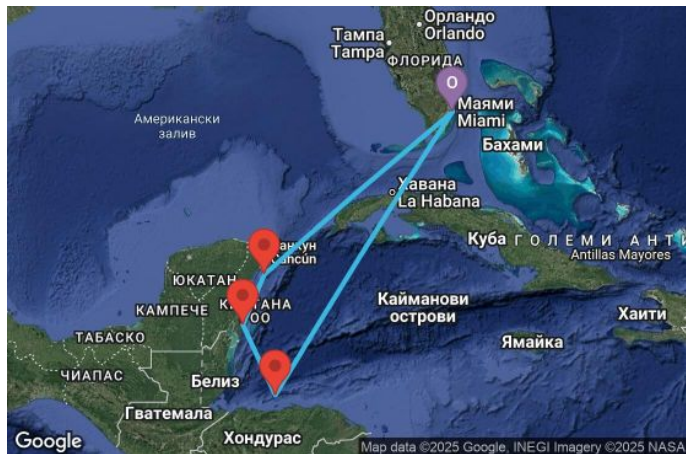 Орландо
Orlando
Тампа
Tampa
ФЛОРИДА
O
Маями
Miami
Американски
залив
Бахами
Хавана
La Habana
Куба
ГОЛЕМИ АНТИ
Antillas Mayores
Cancún
ЮКАТАН
КАМПЕЧЕ
ОО
Кайманови
острови
Хаити
ТАБАСКО
Ямайка
ЧИАПАС
Белиз
Гватемала
Хондурас
Google
Map data ©2025 Google, INEGI Imagery ©2025 NASA